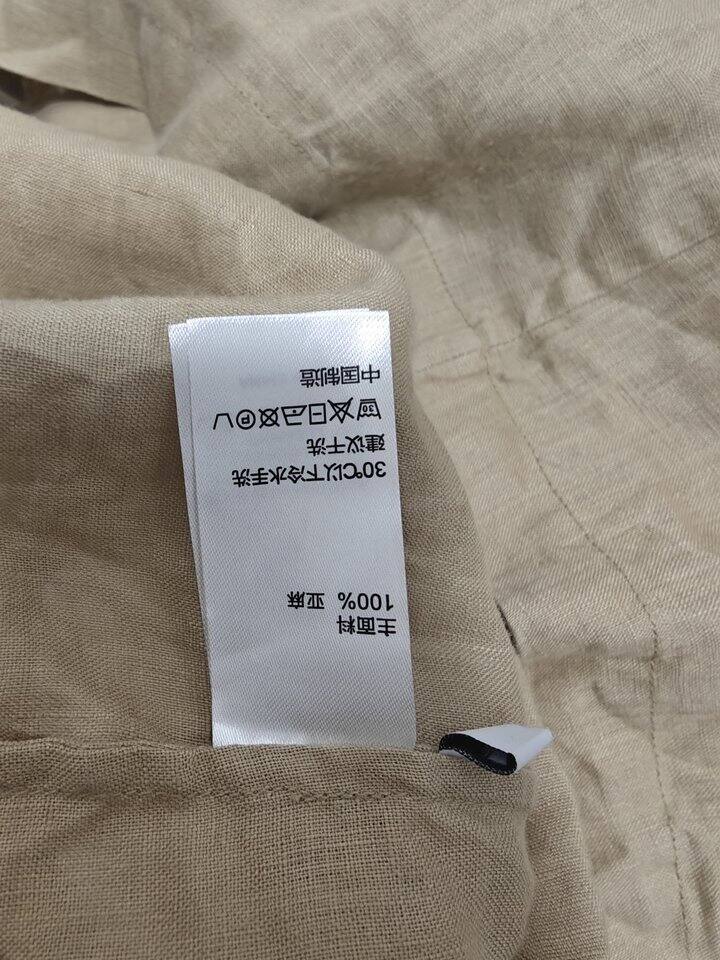 主面料
100% 亚麻
30℃以下冷水手洗
建议干洗
中国制造